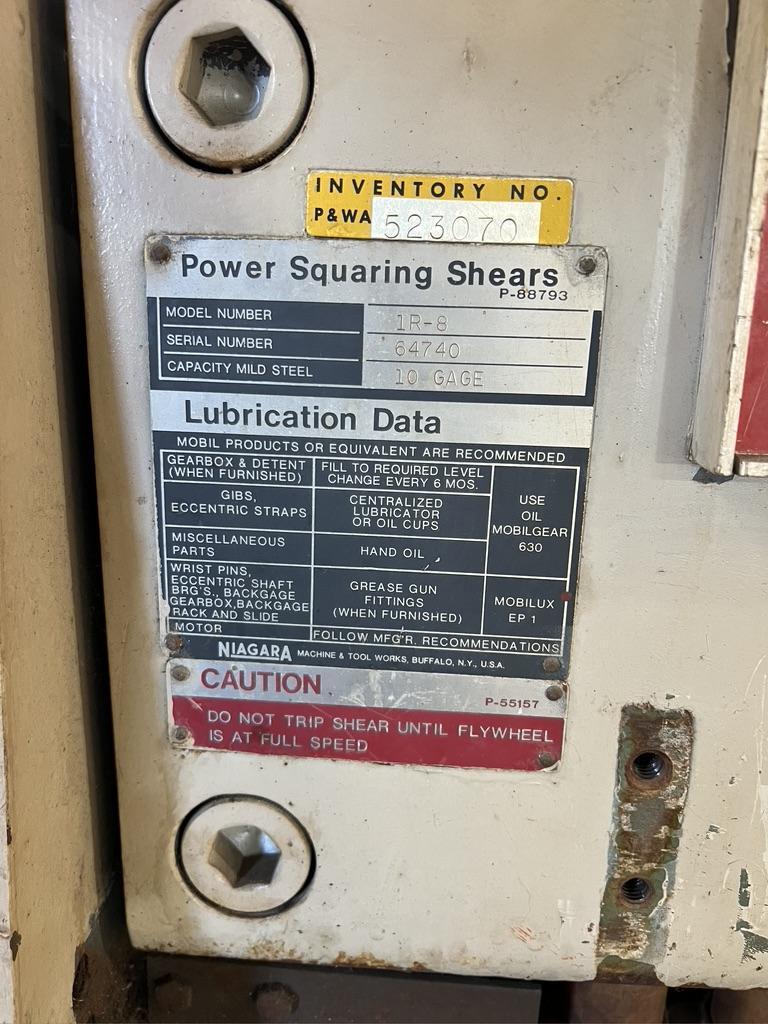 INVENTORY NO.
P&WA 523070
Power Squaring Shears
P-88793
MODEL NUMBER 1R-8
SERIAL NUMBER 64740
CAPACITY MILD STEEL 10 GAGE
Lubrication Data
MOBIL PRODUCTS OR EQUIVALENT ARE RECOMMENDED
GEARBOX & DETENT
(WHEN FURNISHED)
FILL TO REQUIRED LEVEL
CHANGE EVERY 6 MOS.
USE
OIL
MOBILGEAR
630
GIBS,
ECCENTRIC STRAPS
CENTRALIZED
LUBRICATOR
OR OIL CUPS
MISCELLANEOUS
PARTS
HAND OIL
WRIST PINS,
ECCENTRIC SHAFT
BRG'S., BACKGAGE
GEARBOX, BACKGAGE
RACK AND SLIDE
GREASE GUN
FITTINGS
(WHEN FURNISHED)
MOBILUX
EP 1
MOTOR FOLLOW MFG'R. RECOMMENDATIONS
NIAGARA MACHINE & TOOL WORKS, BUFFALO, N.Y., U.S.A.
CAUTION
P-55157
DO NOT TRIP SHEAR UNTIL FLYWHEEL
IS AT FULL SPEED